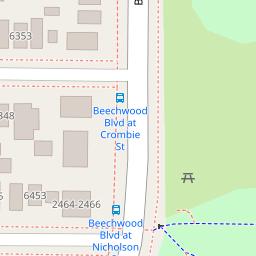 B
6353
Beechwood
Blvd at
Crombie
St
348
6453
2464-2466
Beechwood
Blvd at
Nicholson